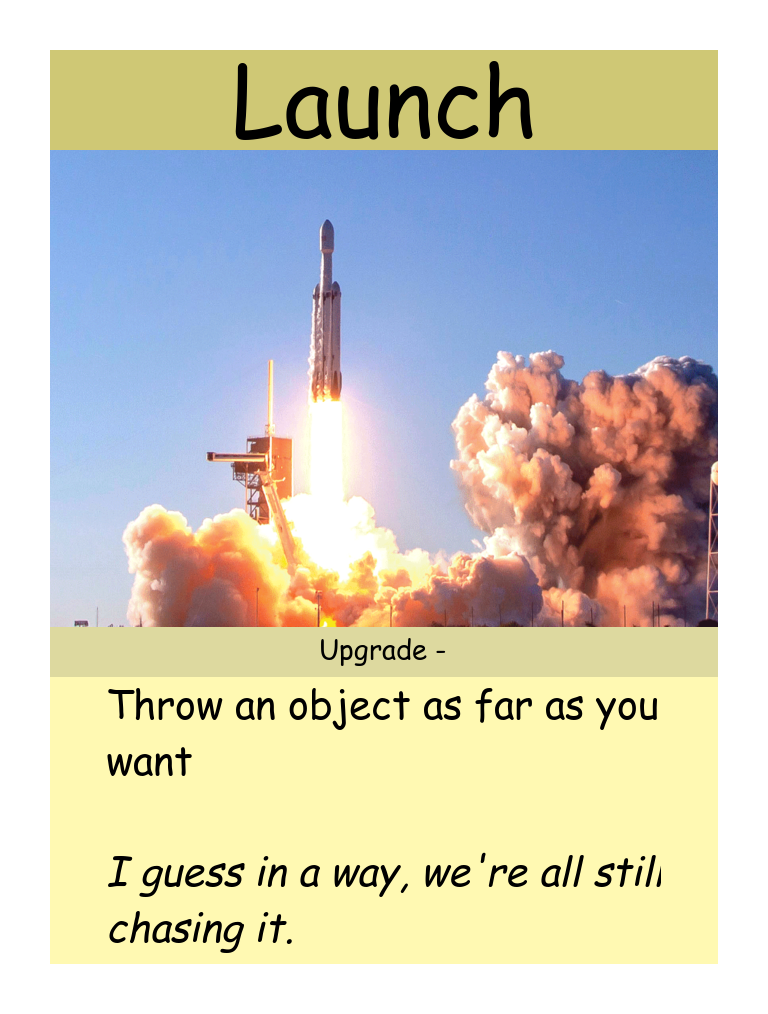 Launch
Upgrade -
Throw an object as far as you
want
I guess in a way, we're all still
chasing it.